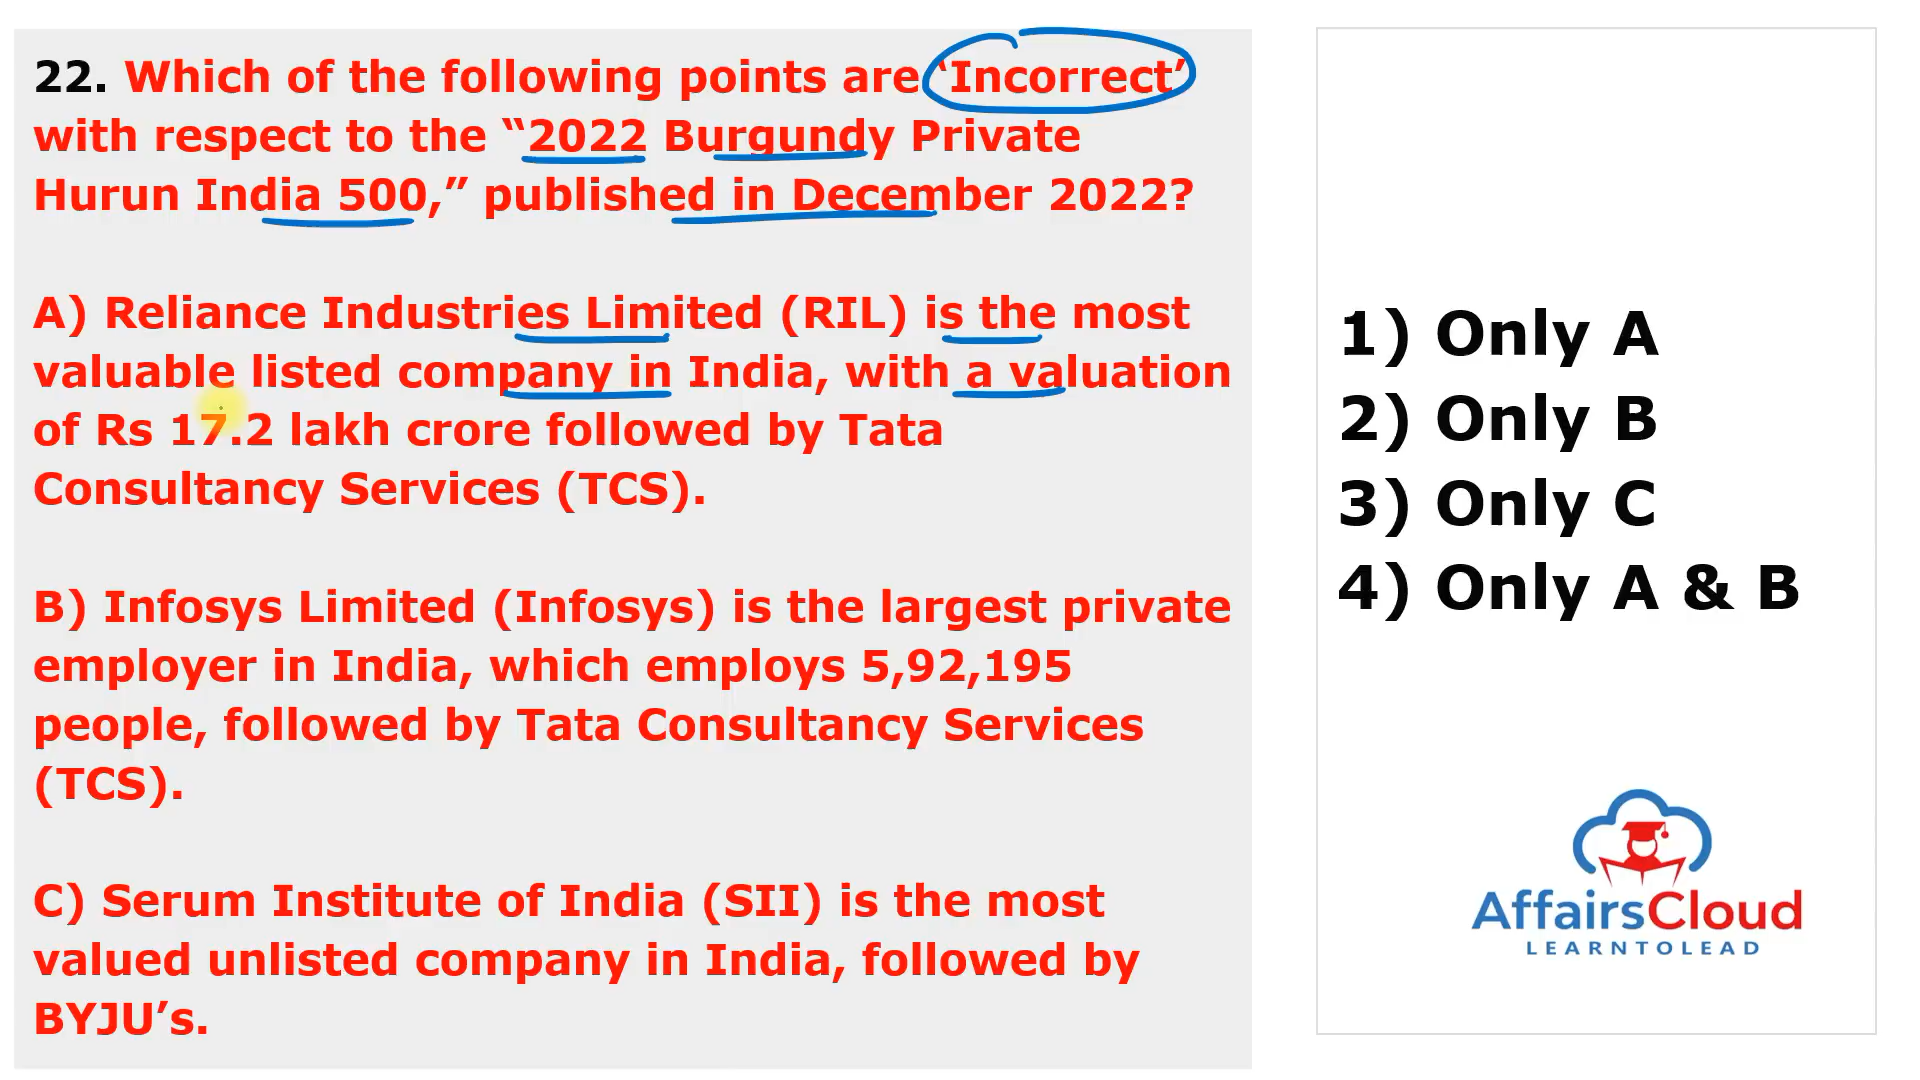 22. Which of the following points are ‘Incorrect’
with respect to the “2022 Burgundy Private
Hurun India 500,” published in December 2022?
A) Reliance Industries Limited (RIL) is the most
valuable listed company in India, with a valuation
of Rs 17.2 lakh crore followed by Tata
Consultancy Services (TCS).
B) Infosys Limited (Infosys) is the largest private
employer in India, which employs 5,92,195
people, followed by Tata Consultancy Services
(TCS).
C) Serum Institute of India (SII) is the most
valued unlisted company in India, followed by
BYJU’s.
1) Only A
2) Only B
3) Only C
4) Only A & B
AffairsCloud
LEARNTOLEAD